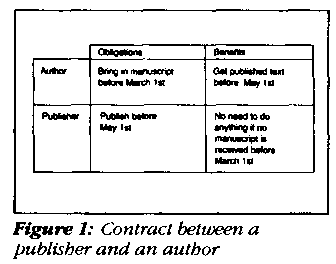 Obligations Benefits
Author Bring in manuscript Get published text
before March 1st before May 1st
Publisher Publish before No need to do
May 1st anything if no
manuscript is
received before
March 1st
Figure 1: Contract between a
publisher and an author